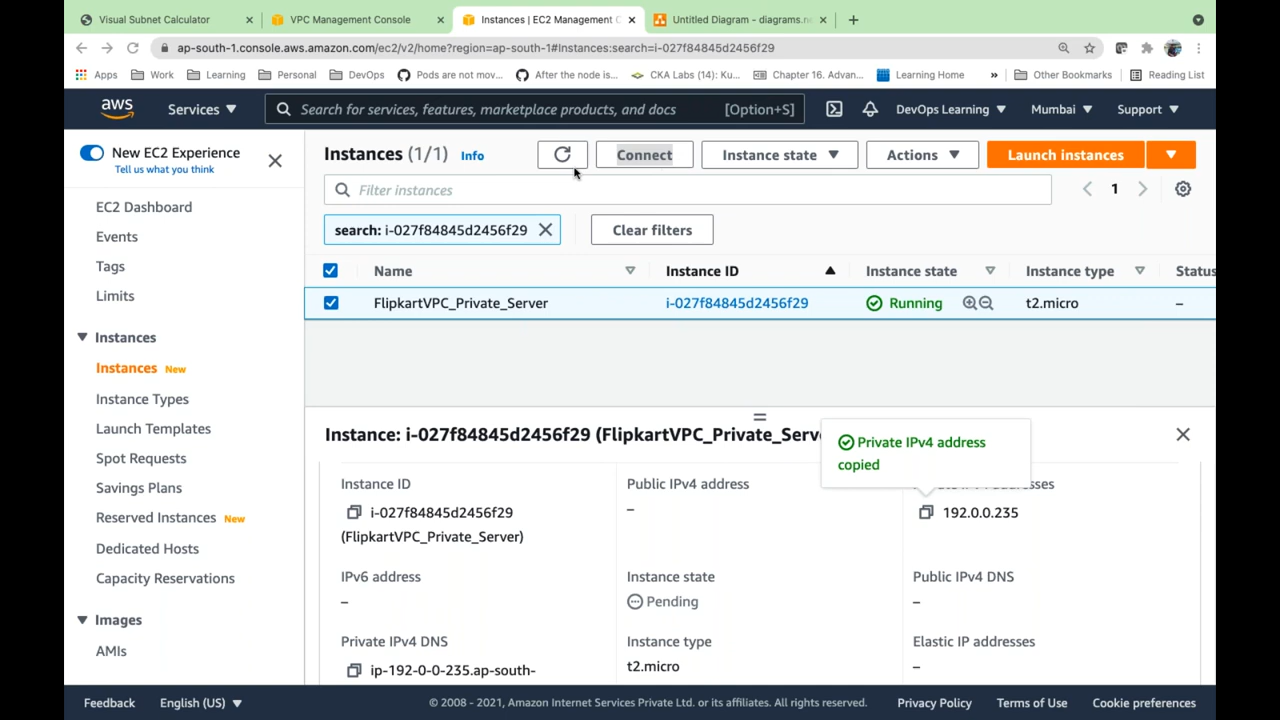 Visual Subnet Calculator
VPC Management Console
Instances | EC2 Management C
Untitled Diagram - diagrams.n
ap-south-1.console.aws.amazon.com/ec2/v2/home?region=ap-south-1#Instances:search=i-027f84845d2456f29
Apps
Work
Learning
Personal
DevOps
Pods are not mov...
After the node is...
CKA Labs (14): Ku...
Chapter 16. Advan...
Learning Home
»
Other Bookmarks
Reading List
aws
Services
Search for services, features, marketplace products, and docs
[Option+S]
DevOps Learning
Mumbai
Support
New EC2 Experience
Tell us what you think
EC2 Dashboard
Events
Tags
Limits
Instances
Instances New
Instance Types
Launch Templates
Spot Requests
Savings Plans
Reserved Instances New
Dedicated Hosts
Capacity Reservations
Images
AMIs
Instances (1/1) Info
Connect
Instance state
Actions
Launch instances
Filter instances
1
search: i-027f84845d2456f29
Clear filters
Name
Instance ID
Instance state
Instance type
Status
FlipkartVPC_Private_Server
i-027f84845d2456f29
Running
t2.micro
–
Instance: i-027f84845d2456f29 (FlipkartVPC_Private_Serv
Private IPv4 address
copied
Instance ID
i-027f84845d2456f29
(FlipkartVPC_Private_Server)
Public IPv4 address
–
esses
192.0.0.235
IPv6 address
–
Instance state
Pending
Public IPv4 DNS
–
Private IPv4 DNS
ip-192-0-0-235.ap-south-
Instance type
t2.micro
Elastic IP addresses
–
Feedback
English (US)
© 2008 - 2021, Amazon Internet Services Private Ltd. or its affiliates. All rights reserved.
Privacy Policy
Terms of Use
Cookie preferences